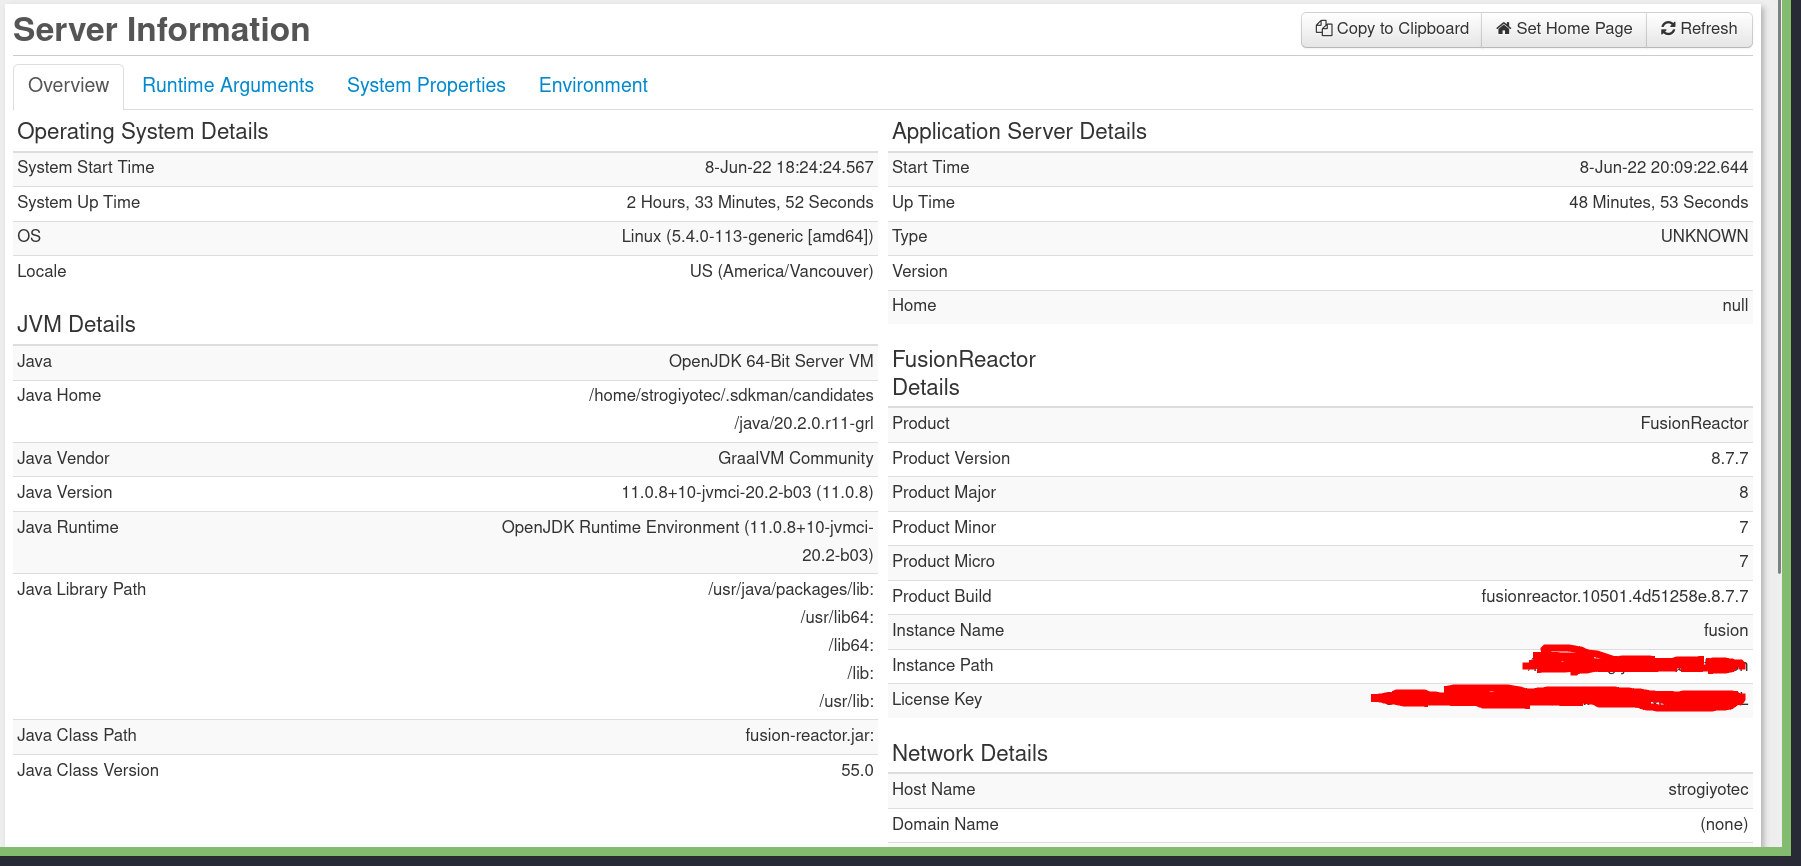 Server Information
Copy to Clipboard Set Home Page Refresh
Overview Runtime Arguments System Properties Environment
Operating System Details
System Start Time 8-Jun-22 18:24:24.567
System Up Time 2 Hours, 33 Minutes, 52 Seconds
OS Linux (5.4.0-113-generic [amd64])
Locale US (America/Vancouver)
JVM Details
Java OpenJDK 64-Bit Server VM
Java Home /home/strogiyotec/.sdkman/candidates
/java/20.2.0.r11-grl
Java Vendor GraalVM Community
Java Version 11.0.8+10-jvmci-20.2-b03 (11.0.8)
Java Runtime OpenJDK Runtime Environment (11.0.8+10-jvmci-
20.2-b03)
Java Library Path /usr/java/packages/lib:
/usr/lib64:
/lib64:
/lib:
/usr/lib:
Java Class Path fusion-reactor.jar:
Java Class Version 55.0
Application Server Details
Start Time 8-Jun-22 20:09:22.644
Up Time 48 Minutes, 53 Seconds
Type UNKNOWN
Version
Home null
FusionReactor
Details
Product FusionReactor
Product Version 8.7.7
Product Major 8
Product Minor 7
Product Micro 7
Product Build fusionreactor.10501.4d51258e.8.7.7
Instance Name fusion
Instance Path
License Key
Network Details
Host Name strogiyotec
Domain Name (none)